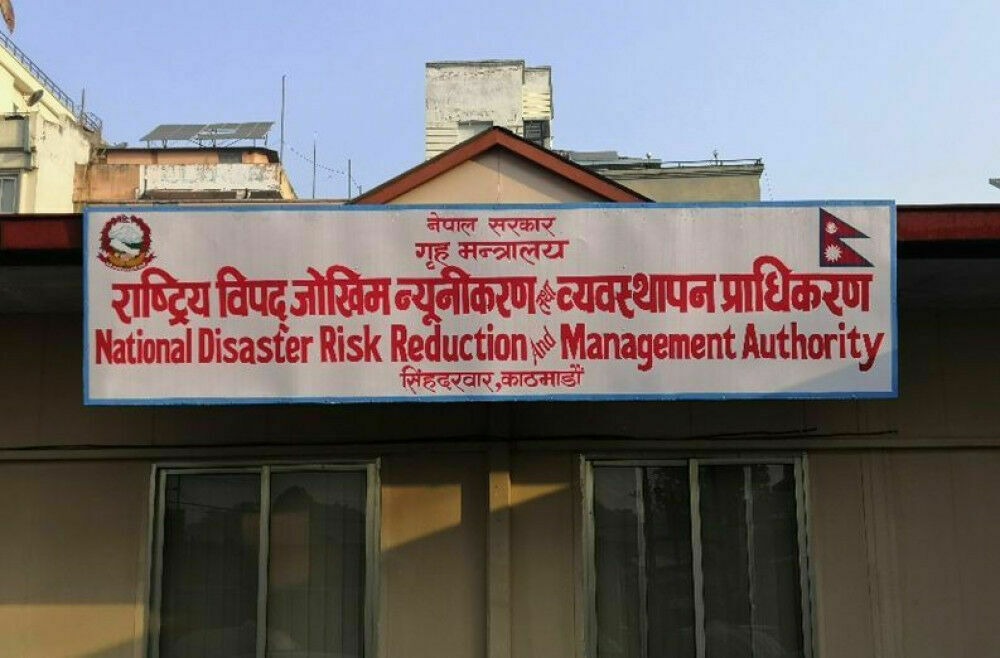 नेपाल सरकार
गृह मन्त्रालय
राष्ट्रिय विपद् जोखिम न्यूनीकरण तथा व्यवस्थापन प्राधिकरण
National Disaster Risk Reduction And Management Authority
सिंहदरवार, काठमाडौं